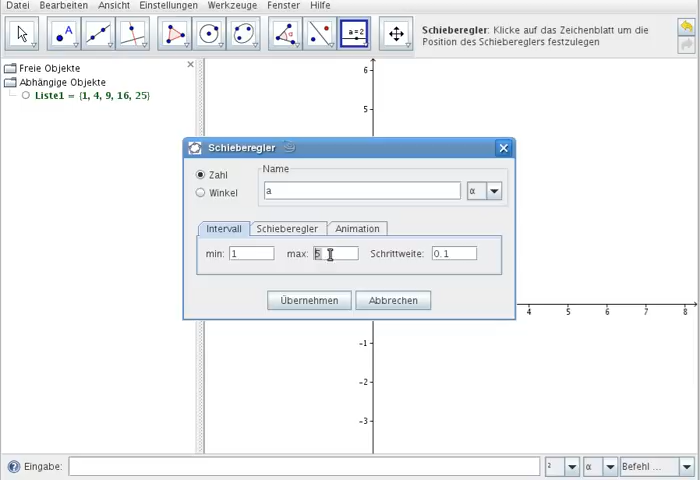 Datei Bearbeiten Ansicht Einstellungen Werkzeuge Fenster Hilfe
A
α
a=2
Schieberegler: Klicke auf das Zeichenblatt um die
Position des Schiebereglers festzulegen
Freie Objekte
Abhängige Objekte
Liste1 = {1, 4, 9, 16, 25}
6
5
Schieberegler
Zahl
Winkel
Name
a
α
Intervall Schieberegler Animation
min: 1 max: 5 Schrittweite: 0.1
Übernehmen Abbrechen
4 5 6 7 8
-1
-2
-3
Eingabe: ² α Befehl ...